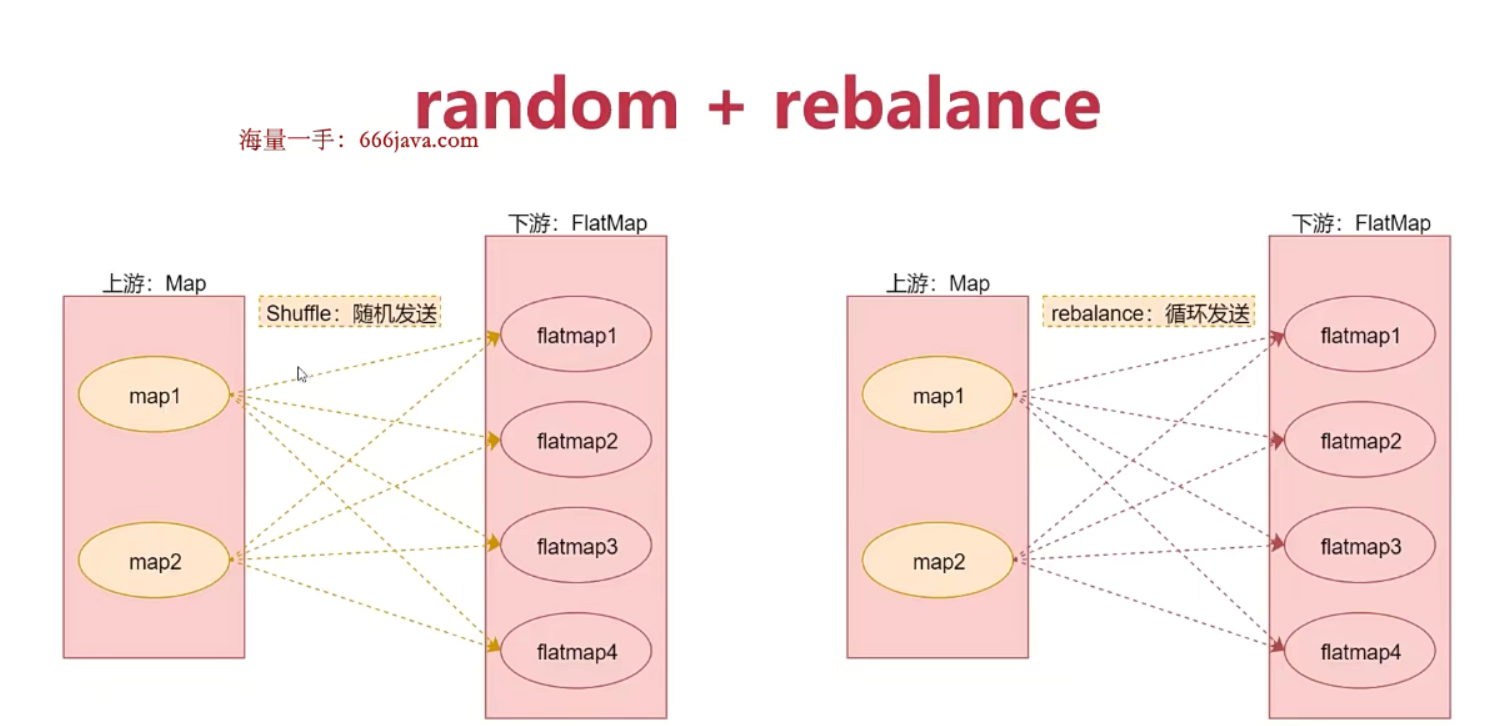 random + rebalance
海量一手：666java.com
下游：FlatMap
上游：Map
Shuffle：随机发送
map1
map2
flatmap1
flatmap2
flatmap3
flatmap4
下游：FlatMap
上游：Map
rebalance：循环发送
map1
map2
flatmap1
flatmap2
flatmap3
flatmap4